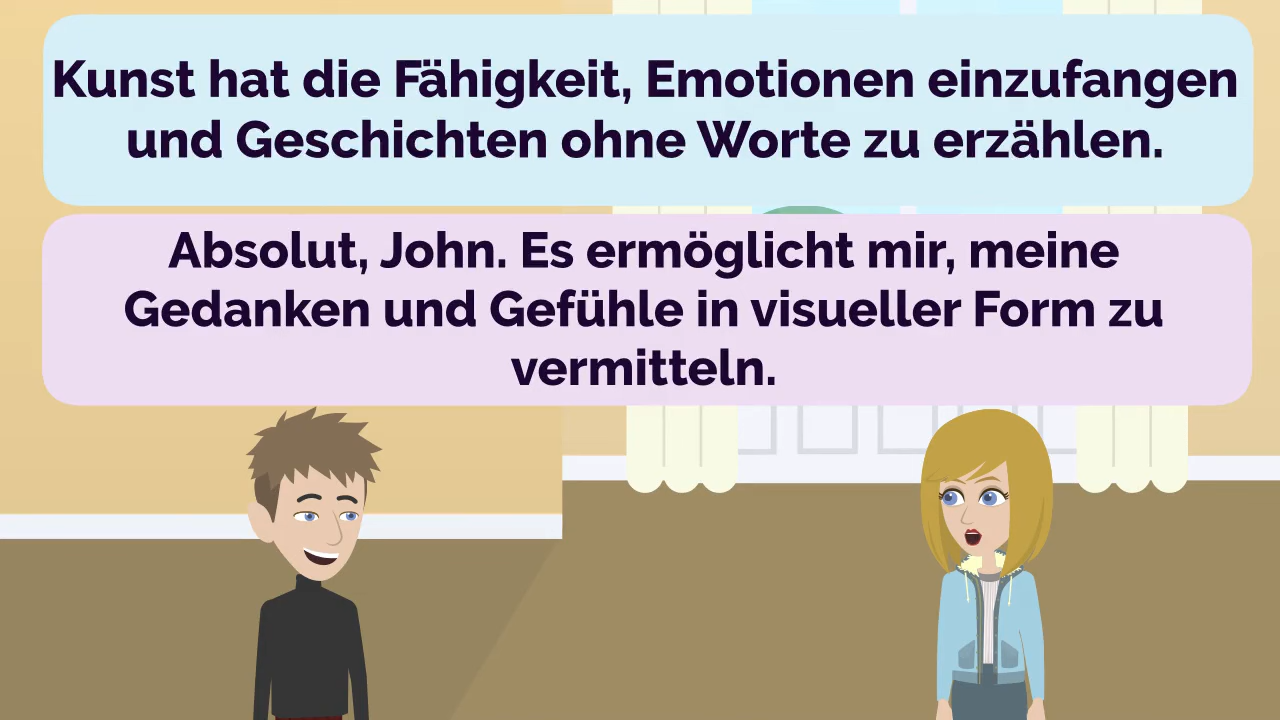 Kunst hat die Fähigkeit, Emotionen einzufangen
und Geschichten ohne Worte zu erzählen.
Absolut, John. Es ermöglicht mir, meine
Gedanken und Gefühle in visueller Form zu
vermitteln.